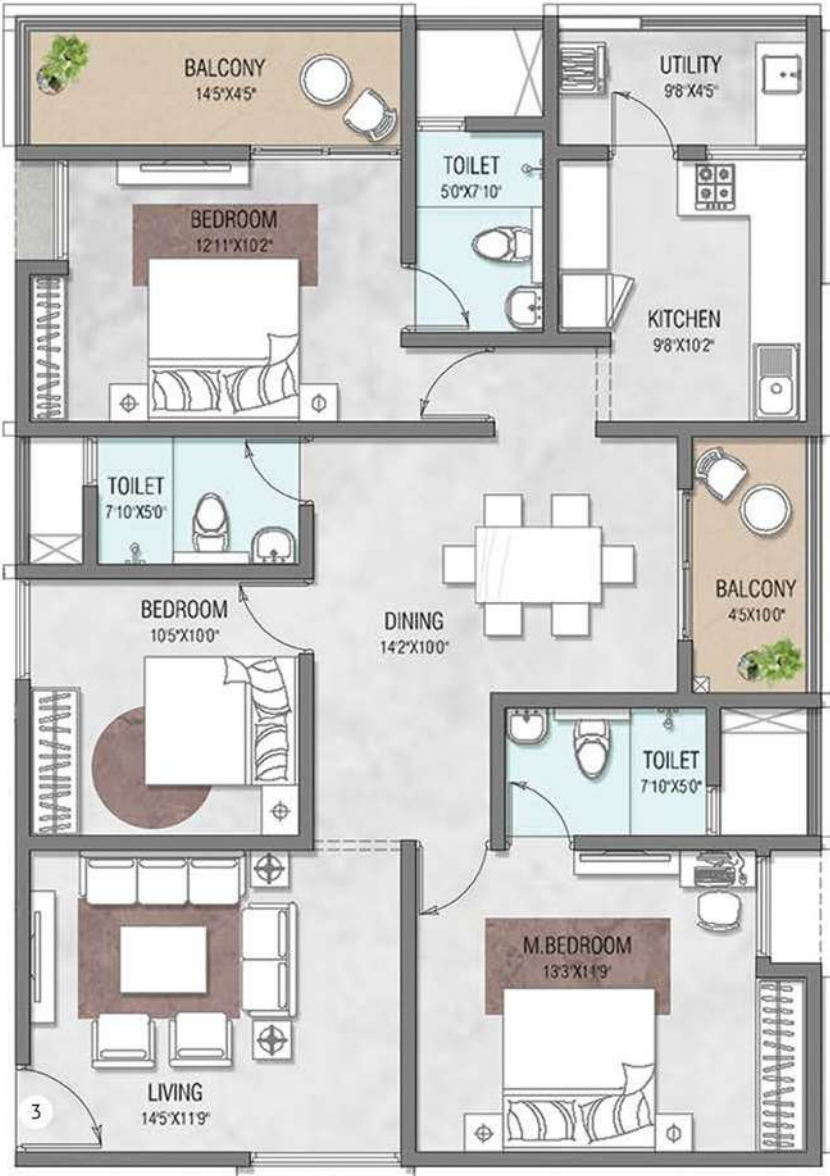 BALCONY
14'5"X4'5"
UTILITY
9'8"X4'5"
TOILET
5'0"X7'10"
BEDROOM
12'11"X10'2"
KITCHEN
9'8"X10'2"
TOILET
7'10"X5'0"
BEDROOM
10'5"X10'0"
DINING
14'2"X10'0"
BALCONY
4'5X10'0"
TOILET
7'10"X5'0"
M.BEDROOM
13'3"X11'9'
LIVING
14'5"X11'9"
3